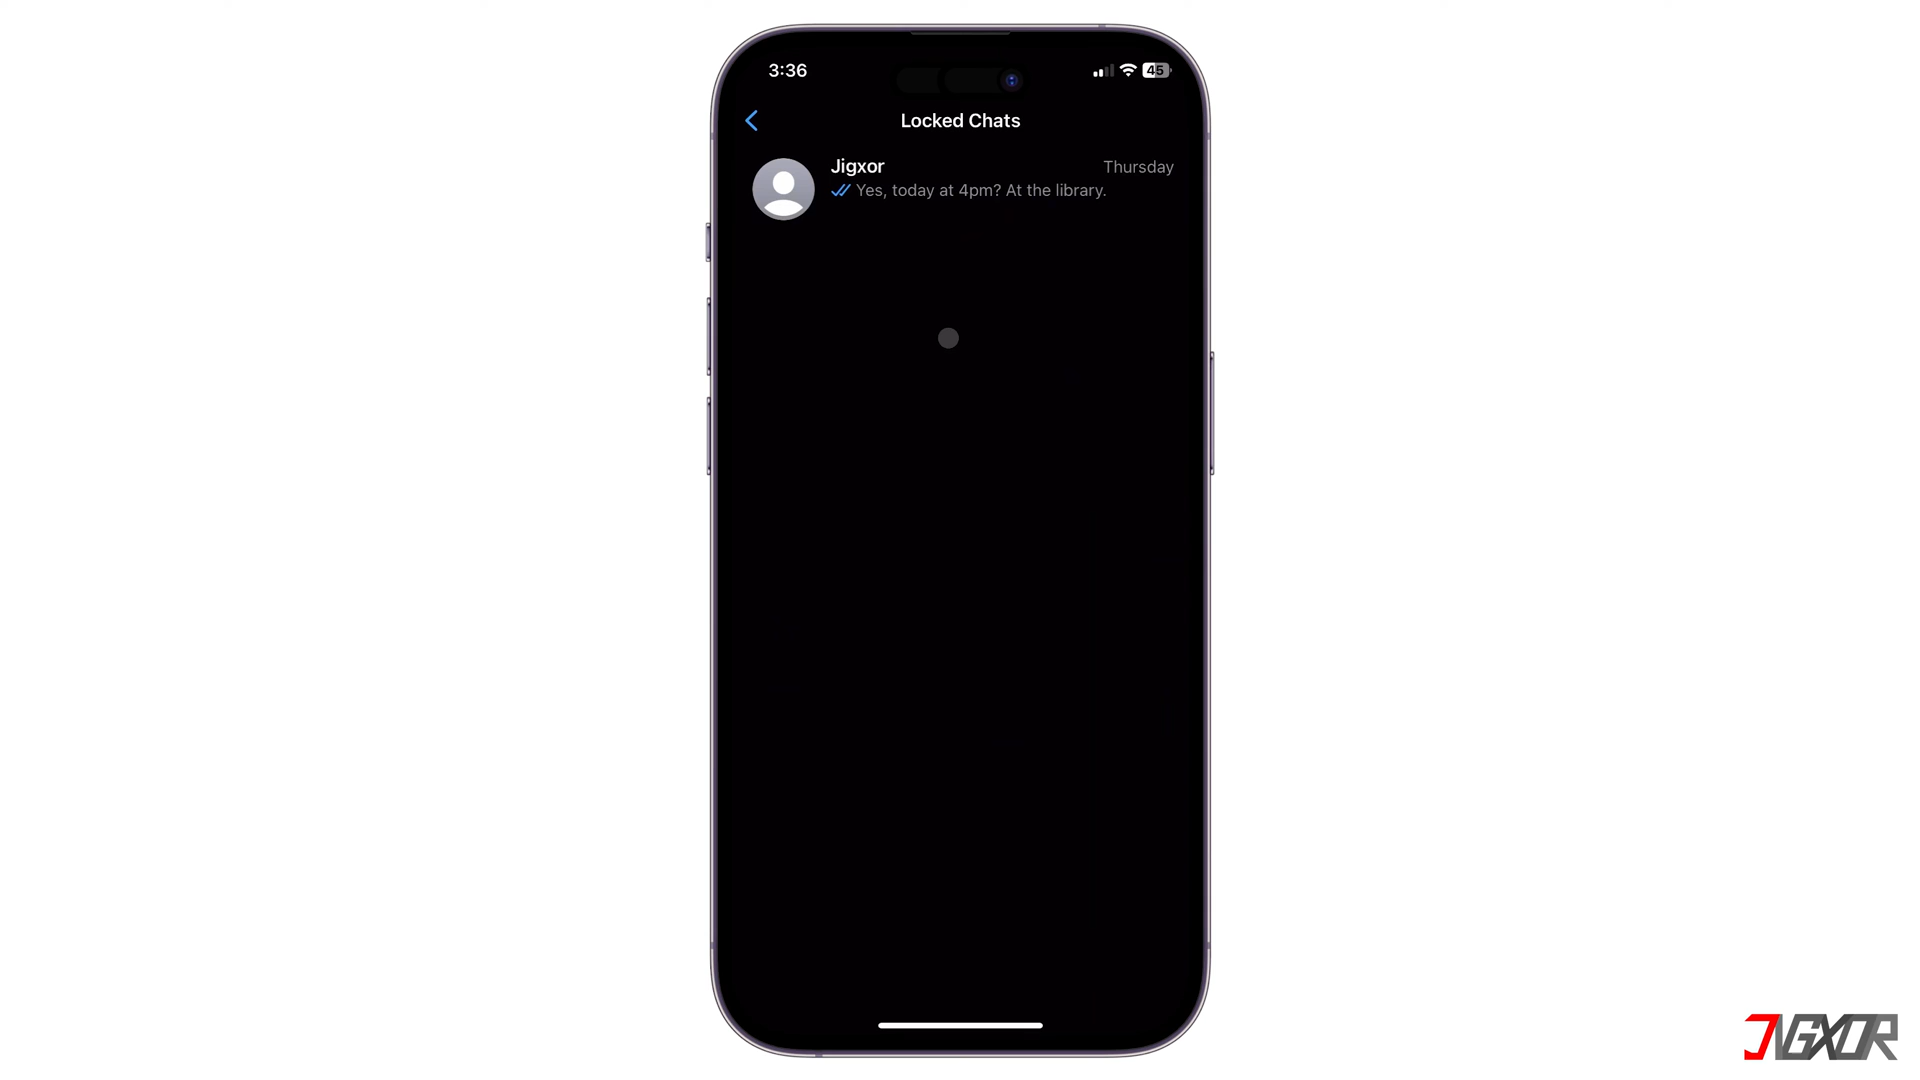 3:36
45
Locked Chats
Jigxor
Thursday
Yes, today at 4pm? At the library.
JIGXOR